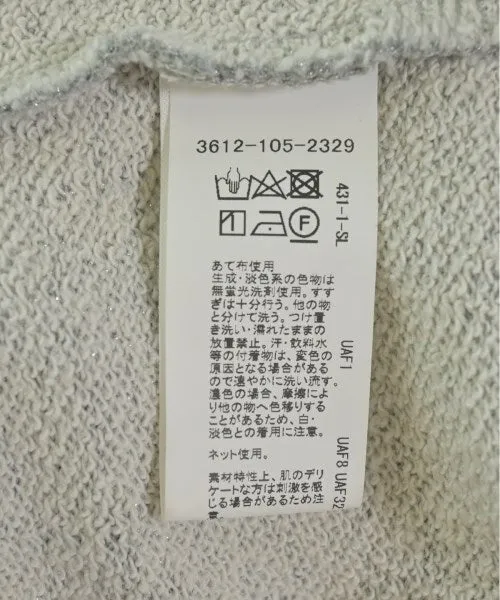 3612-105-2329
F
431-1-SL
あて布使用
生成・淡色系の色物は
無蛍光洗剤使用。すす
ぎは十分行う。他の物
と分けて洗う。つけ置
き洗い・濡れたままの
放置禁止。汗・飲料水
等の付着物は、変色の
原因となる場合がある
ので速やかに洗い流す。
濃色の場合、摩擦によ
り他の物へ色移りする
ことがあるため、白・
淡色との着用に注意。
ネット使用。
素材特性上、肌のデリ
ケートな方は刺激を感
じる場合があるため注
UAF1
UAF8 UAF32